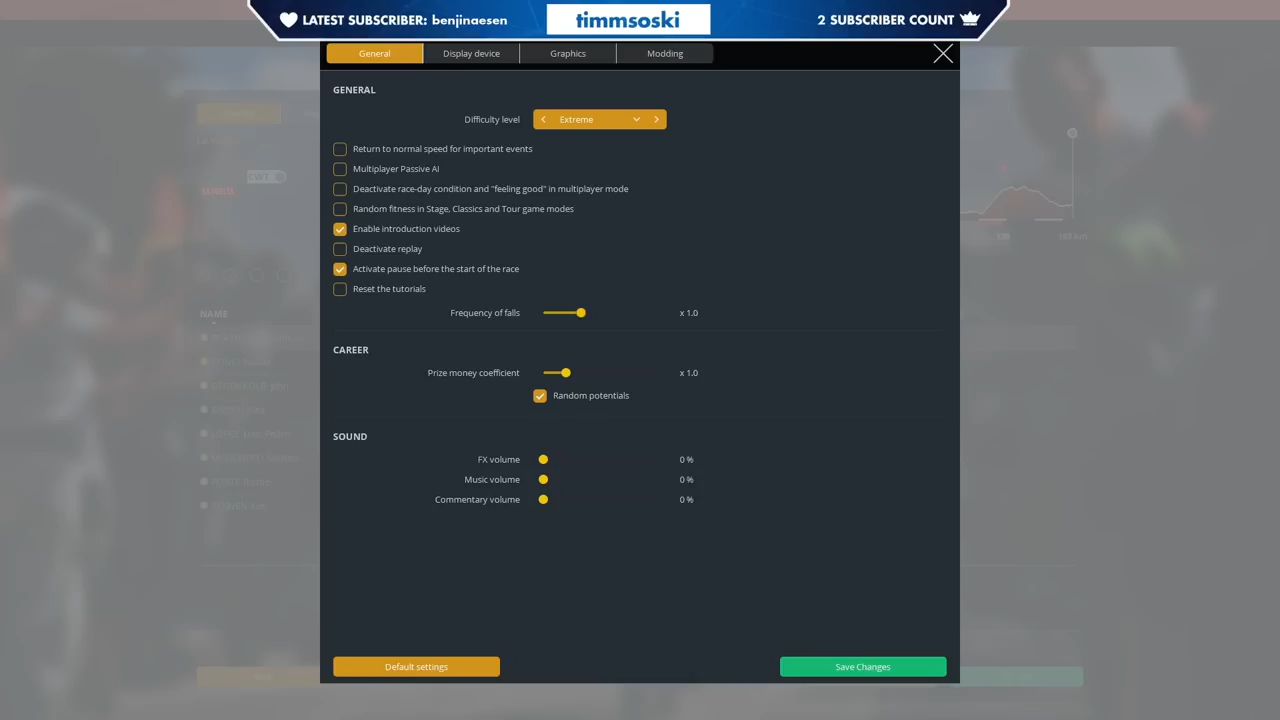 LATEST SUBSCRIBER: benjinaesen
timmsoski
2 SUBSCRIBER COUNT
General
Display device
Graphics
Modding
GENERAL
Difficulty level
Extreme
Return to normal speed for important events
Multiplayer Passive AI
Deactivate race-day condition and "feeling good" in multiplayer mode
Random fitness in Stage, Classics and Tour game modes
Enable introduction videos
Deactivate replay
Activate pause before the start of the race
Reset the tutorials
Frequency of falls x 1.0
CAREER
Prize money coefficient x 1.0
Random potentials
SOUND
FX volume 0 %
Music volume 0 %
Commentary volume 0 %
Default settings
Save Changes
NAME